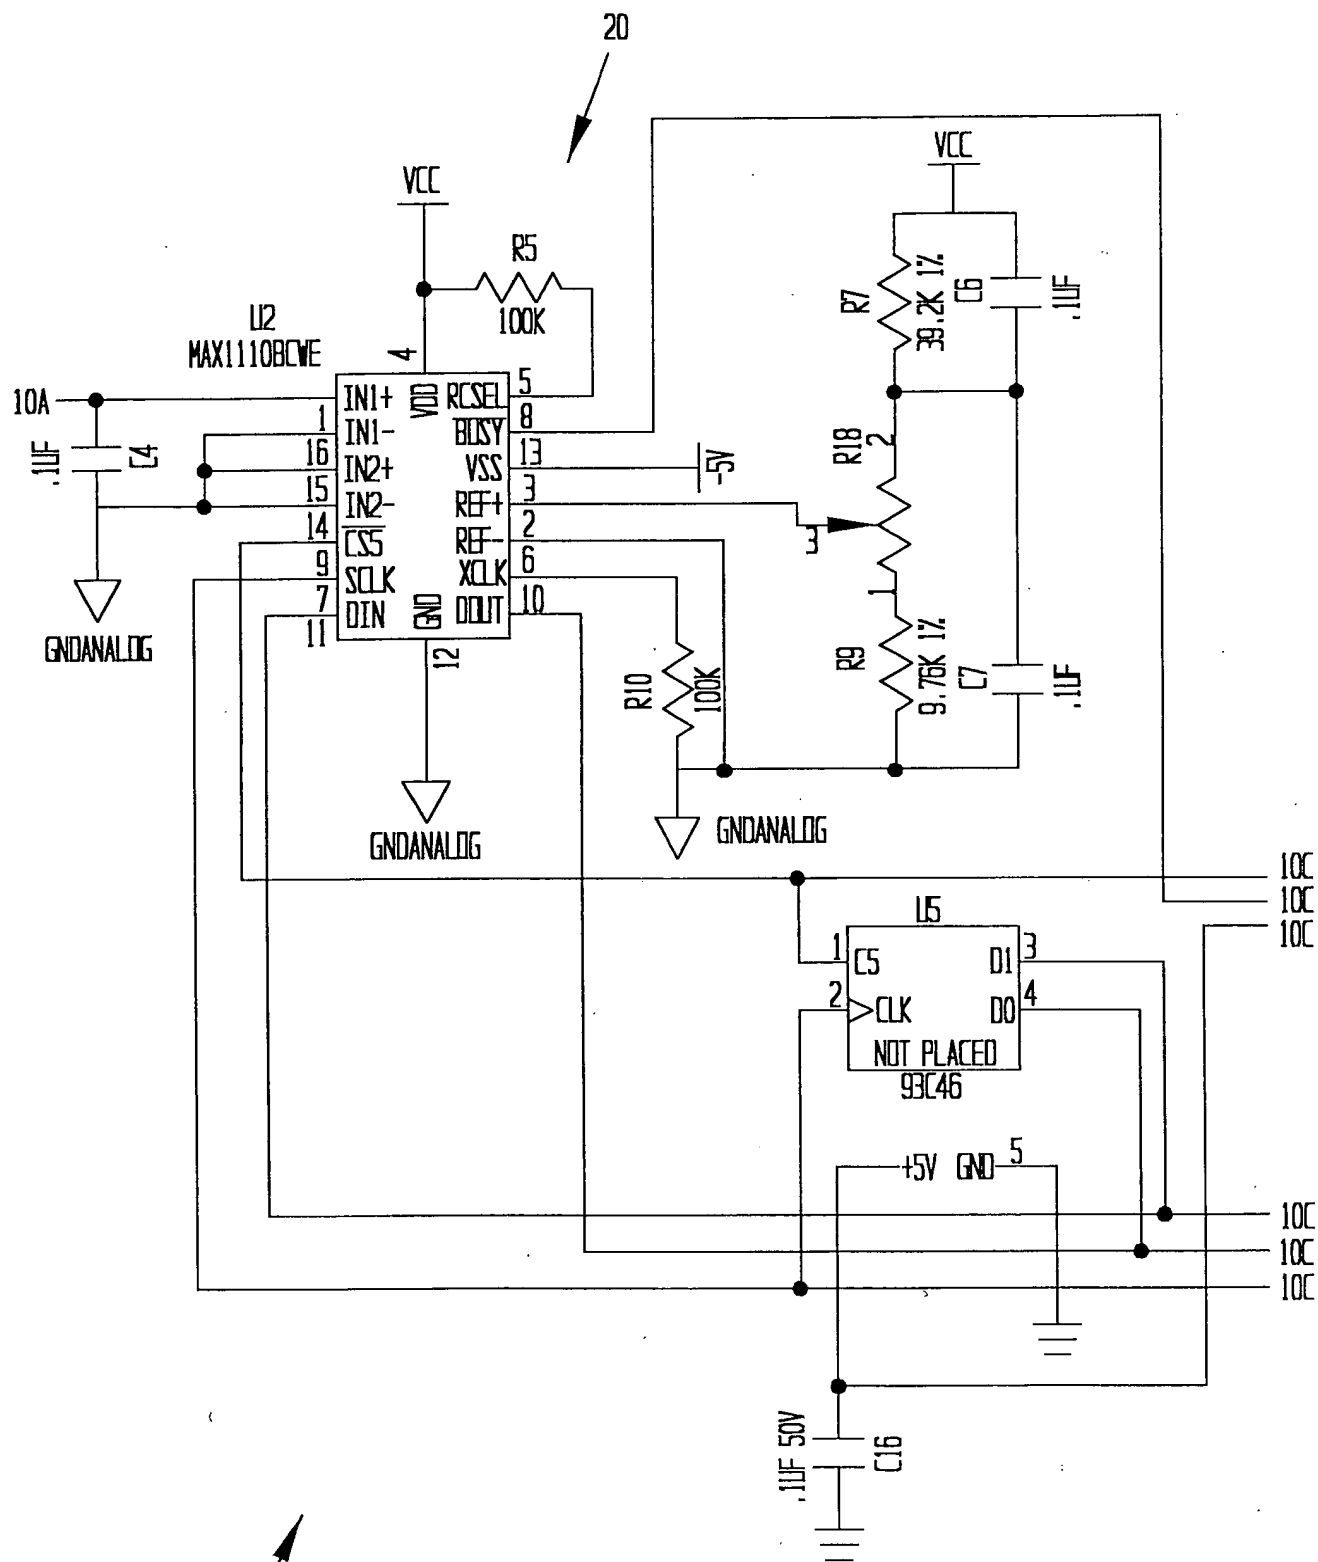 20
VCC
VCC
R5
100K
R7
39.2K 1%
C6
.1UF
U2
MAX1110BCWE
4
10A
IN1+
VDD
RCSEL
5
1
IN1-
BUSY
8
16
IN2+
VSS
13
-5V
15
IN2-
REF+
3
14
CS5
REF-
2
9
SCLK
XCLK
6
7
DIN
GND
DOUT
10
11
12
.1UF
C4
R18
2
3
1
GNDANALOG
R10
100K
R9
9.76K 1%
C7
.1UF
GNDANALOG
GNDANALOG
10C
10C
10C
U5
1
C5
D1
3
2
CLK
D0
4
NOT PLACED
93C46
+5V GND
5
10C
10C
10C
.1UF 50V
C16